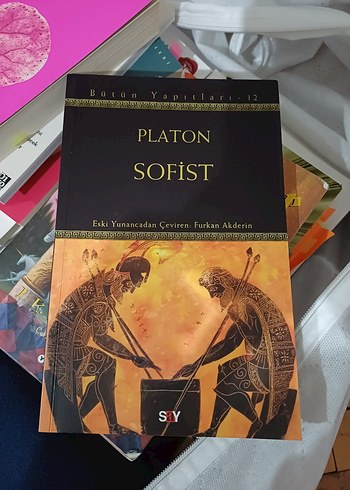 Bütün Yapıtları - 12
PLATON
SOFİST
Eski Yunancadan Çeviren: Furkan Akderin
say